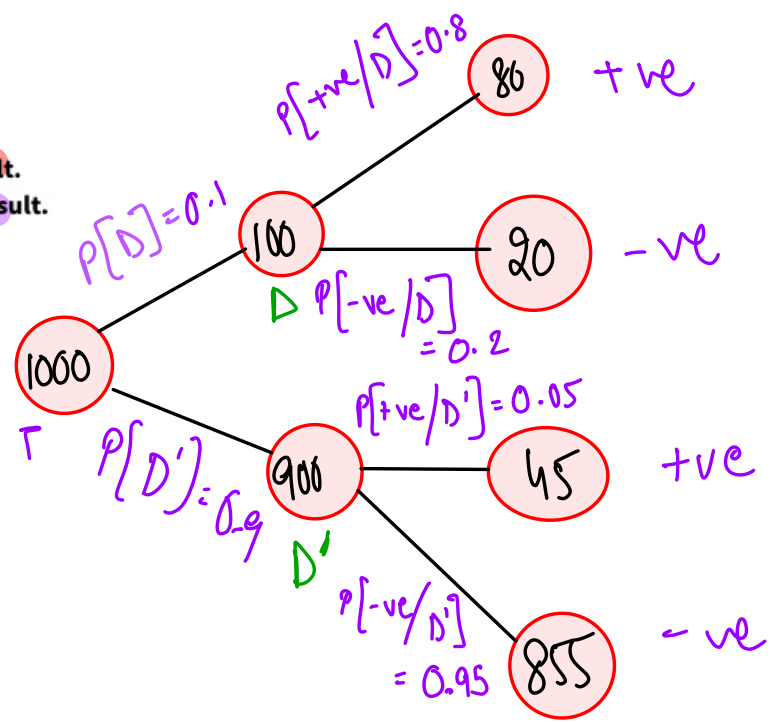 P[+ve/D]=0.8
80
+ve
lt.
sult.
P[D]=0.1
100
20
-ve
D
P[-ve/D]
= 0.2
1000
T
P[D']=0.9
P[+ve/D']=0.05
900
45
+ve
D'
P[-ve/D']
= 0.95
855
-ve